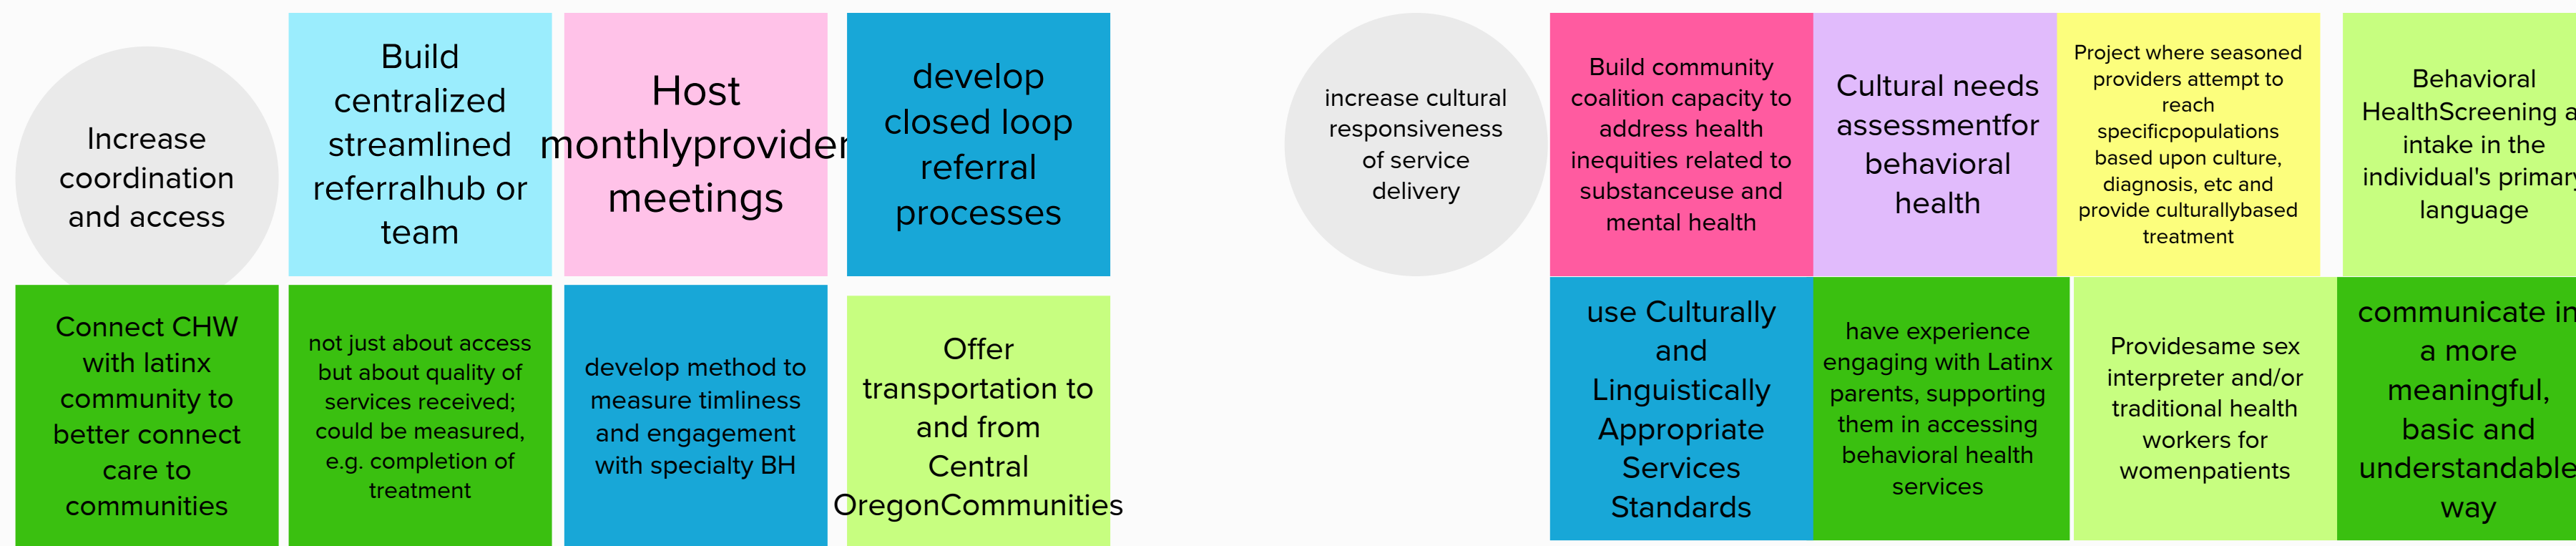 Increase
coordination
and access
Build
centralized
streamlined
referralhub or
team
Host
monthlyprovider
meetings
develop
closed loop
referral
processes
Connect CHW
with latinx
community to
better connect
care to
communities
not just about access
but about quality of
services received;
could be measured,
e.g. completion of
treatment
develop method to
measure timliness
and engagement
with specialty BH
Offer
transportation to
and from
Central
OregonCommunities
increase cultural
responsiveness
of service
delivery
Build community
coalition capacity to
address health
inequities related to
substanceuse and
mental health
Cultural needs
assessmentfor
behavioral
health
Project where seasoned
providers attempt to
reach
specificpopulations
based upon culture,
diagnosis, etc and
provide culturallybased
treatment
Behavioral
HealthScreening a
intake in the
individual's primary
language
use Culturally
and
Linguistically
Appropriate
Services
Standards
have experience
engaging with Latinx
parents, supporting
them in accessing
behavioral health
services
Providesame sex
interpreter and/or
traditional health
workers for
womenpatients
communicate in
a more
meaningful,
basic and
understandable
way